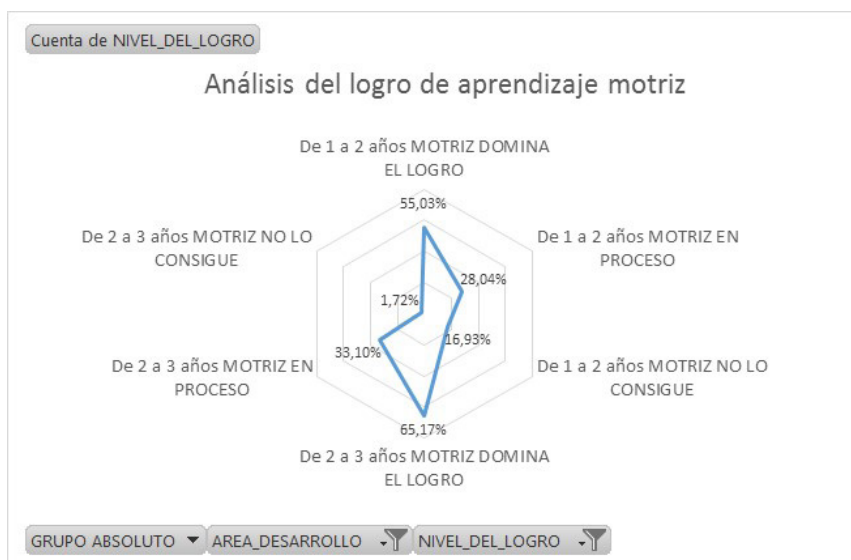 Cuenta de NIVEL_DEL_LOGRO
Análisis del logro de aprendizaje motriz
De 1 a 2 años MOTRIZ DOMINA
EL LOGRO
55,03%
De 2 a 3 años MOTRIZ NO LO
CONSIGUE
De 1 a 2 años MOTRIZ EN
PROCESO
28,04%
1,72%
16,93%
33,10%
De 2 a 3 años MOTRIZ EN
PROCESO
De 1 a 2 años MOTRIZ NO LO
CONSIGUE
65,17%
De 2 a 3 años MOTRIZ DOMINA
EL LOGRO
GRUPO ABSOLUTO AREA_DESARROLLO NIVEL_DEL_LOGRO